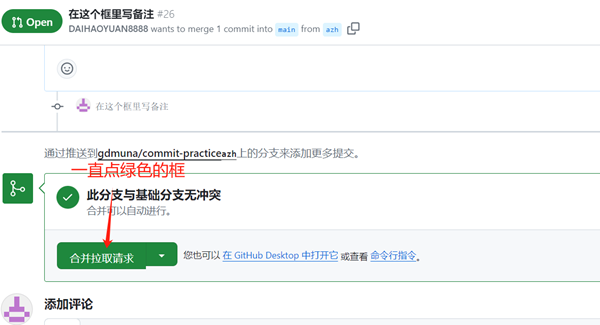 Open
在这个框里写备注 #26
DAIHAOYUAN8888 wants to merge 1 commit into main from azh
在这个框里写备注
通过推送到gdmuna/commit-practiceazh上的分支来添加更多提交。
一直点绿色的框
此分支与基础分支无冲突
合并可以自动进行。
合并拉取请求
您也可以 在 GitHub Desktop 中打开它 或查看 命令行指令。
添加评论